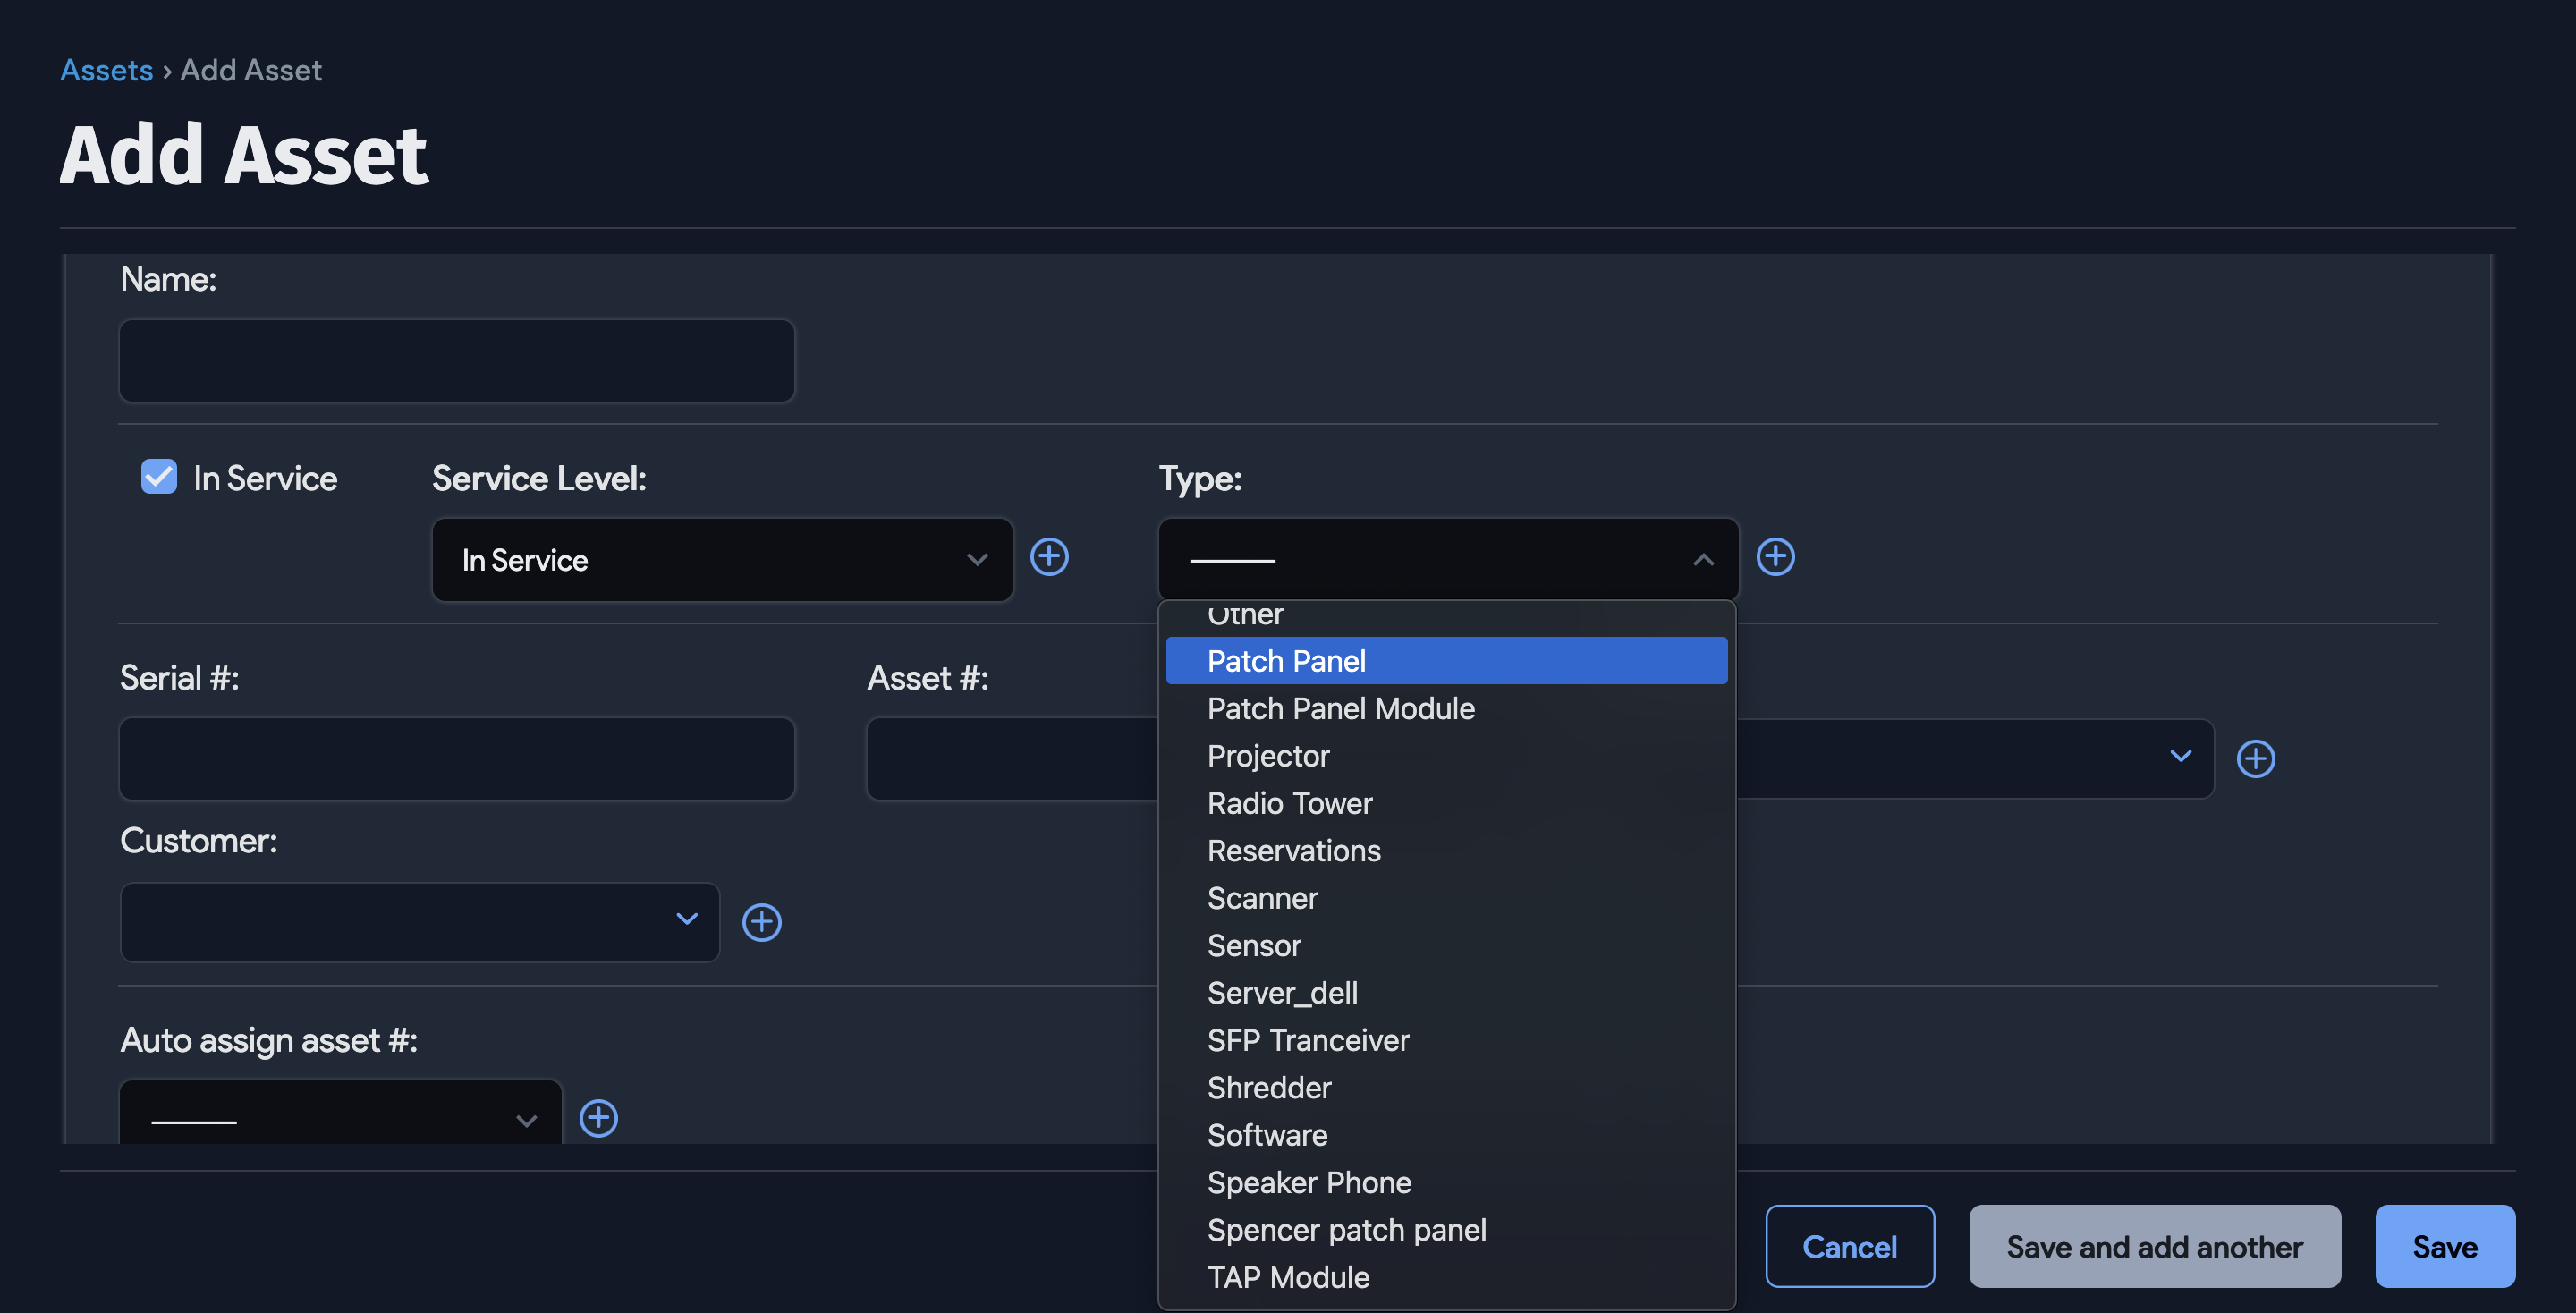 Assets › Add Asset
Add Asset
Name:
In Service
Service Level:
Type:
In Service
Other
Patch Panel
Patch Panel Module
Projector
Radio Tower
Reservations
Scanner
Sensor
Server_dell
SFP Tranceiver
Shredder
Software
Speaker Phone
Spencer patch panel
TAP Module
Serial #:
Asset #:
Customer:
Auto assign asset #:
Cancel
Save and add another
Save